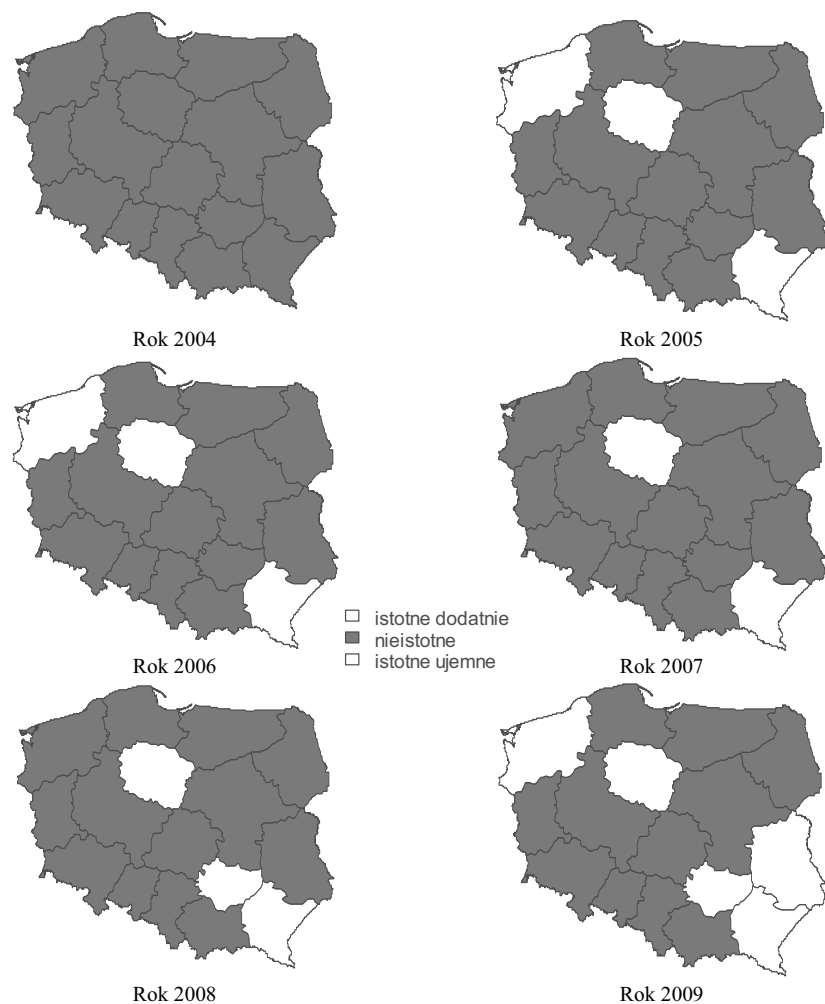 Rok 2004
Rok 2005
istotne dodatnie
nieistotne
istotne ujemne
Rok 2006
Rok 2007
Rok 2008
Rok 2009